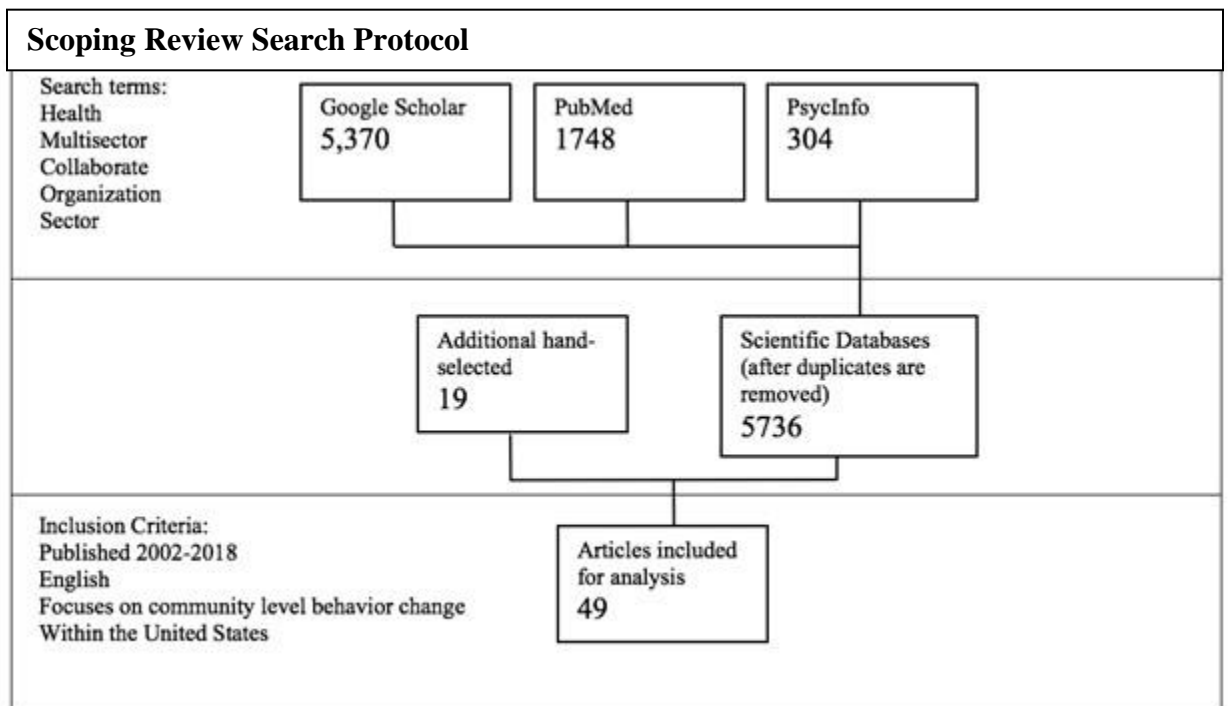 Scoping Review Search Protocol
Search terms:
Health
Multisector
Collaborate
Organization
Sector
Google Scholar
5,370
PubMed
1748
PsycInfo
304
Additional hand-
selected
19
Scientific Databases
(after duplicates are
removed)
5736
Inclusion Criteria:
Published 2002-2018
English
Focuses on community level behavior change
Within the United States
Articles included
for analysis
49